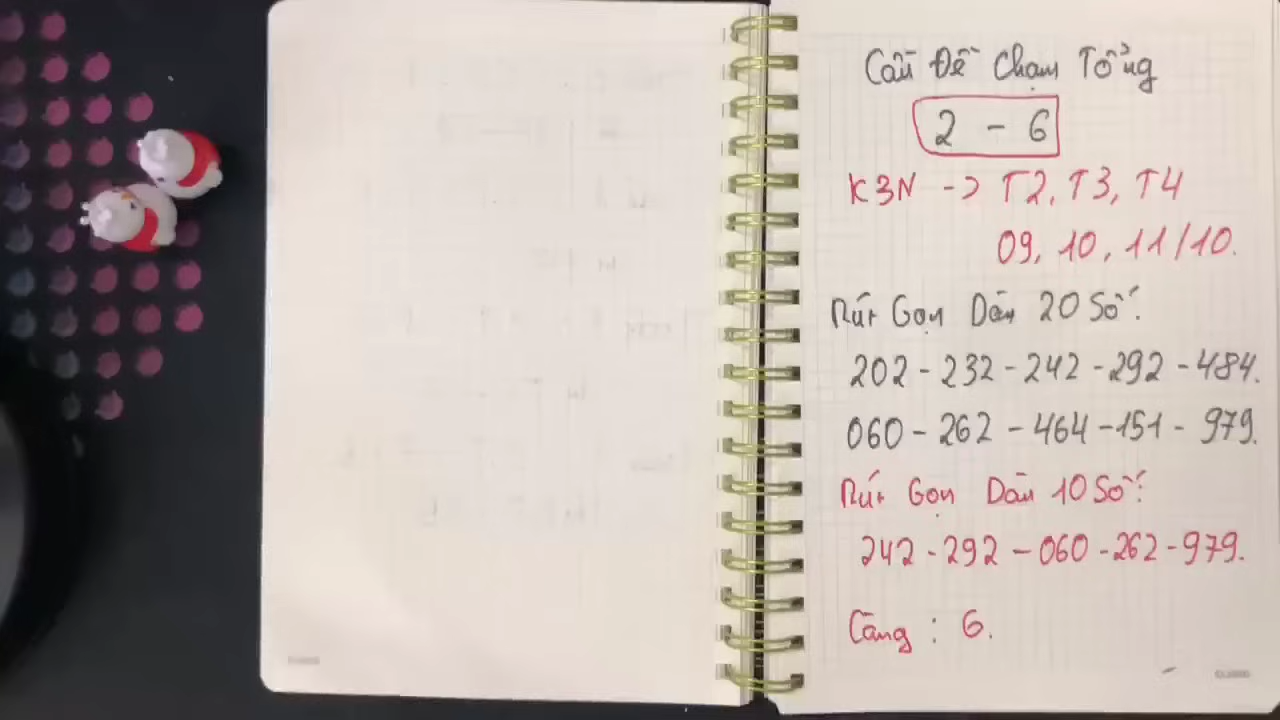 Cầu Đề Chạm Tổng
2 - 6
K3N -> T2, T3, T4
09, 10, 11/10.
Rút Gọn Dàn 20 Số:
202 - 232 - 242 - 292 - 484.
060 - 262 - 464 - 151 - 979.
Rút Gọn Dàn 10 Số:
242 - 292 - 060 - 262 - 979.
Càng : 6.